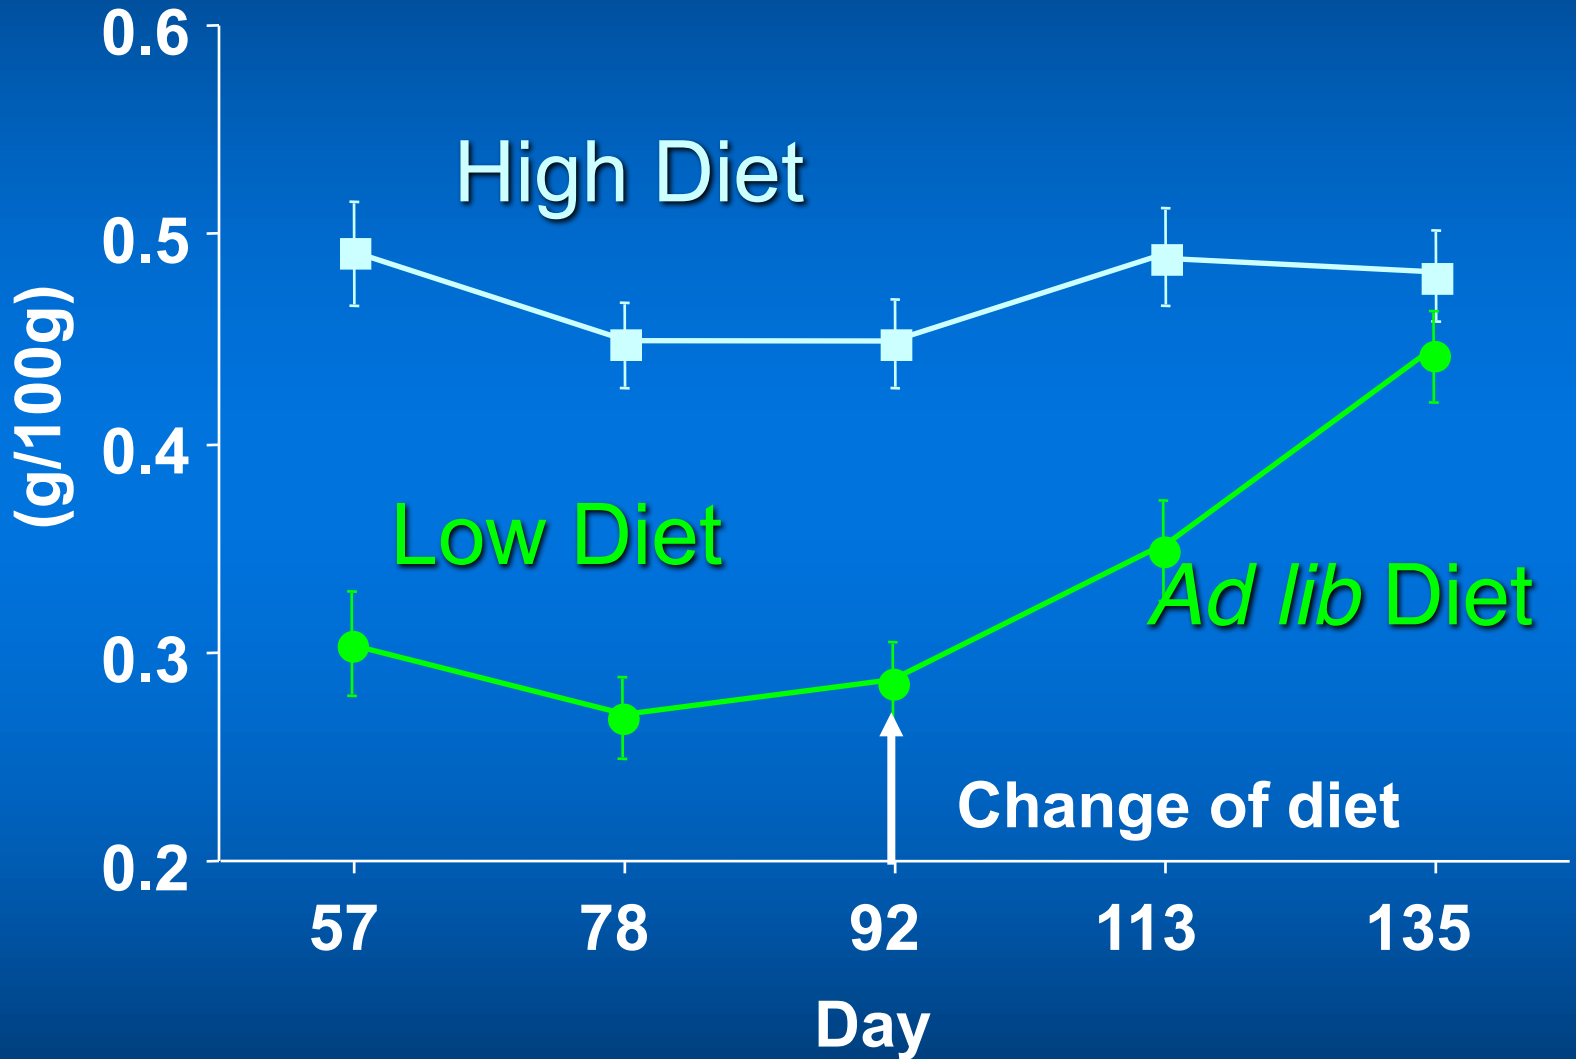 0.6
High Diet
0.5
(g/100g)
0.4
Low Diet
Ad lib Diet
0.3
Change of diet
0.2
57 78 92 113 135
Day